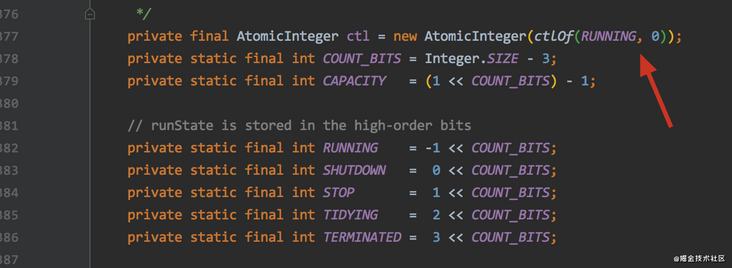 376 */
377 private final AtomicInteger ctl = new AtomicInteger(ctlOf(RUNNING, 0));
378 private static final int COUNT_BITS = Integer.SIZE - 3;
379 private static final int CAPACITY = (1 << COUNT_BITS) - 1;
380
381 // runState is stored in the high-order bits
382 private static final int RUNNING = -1 << COUNT_BITS;
383 private static final int SHUTDOWN = 0 << COUNT_BITS;
384 private static final int STOP = 1 << COUNT_BITS;
385 private static final int TIDYING = 2 << COUNT_BITS;
386 private static final int TERMINATED = 3 << COUNT_BITS;
387
@掘金技术社区